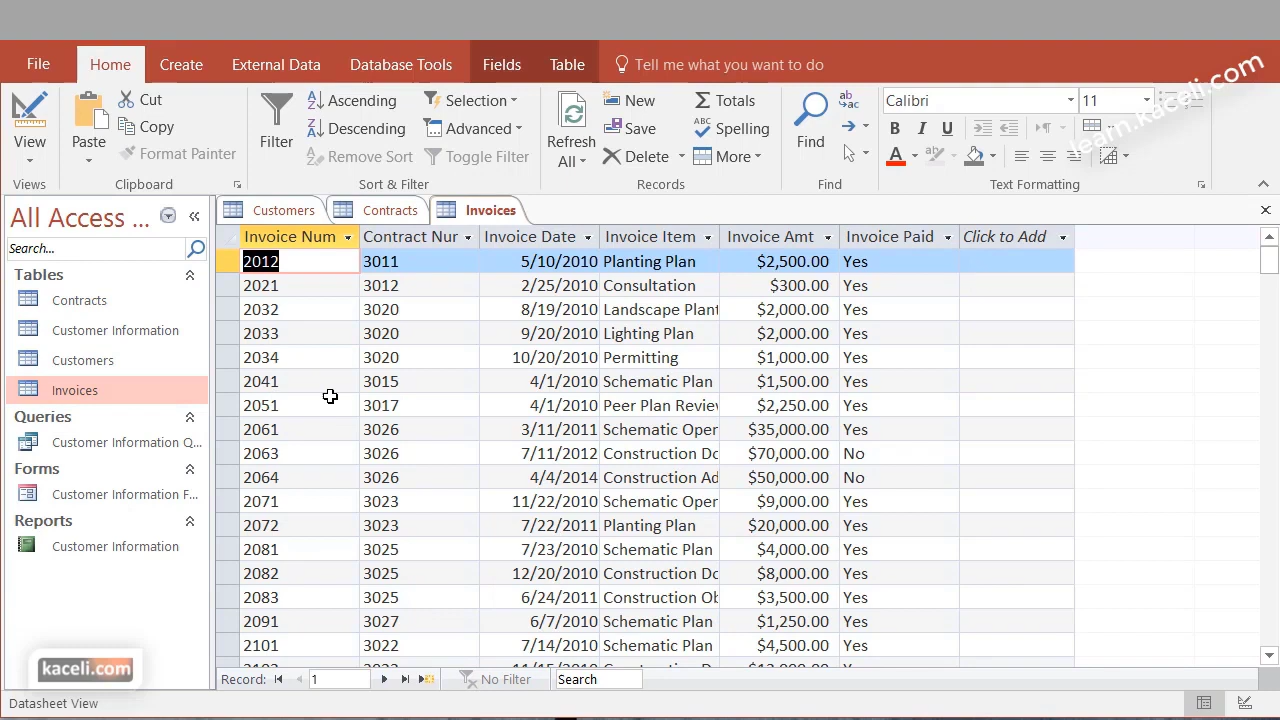 File Home Create External Data Database Tools Fields Table Tell me what you want to do
learn.kaceli.com
View Paste Cut Copy Format Painter
Filter Ascending Descending Remove Sort Selection Advanced Toggle Filter
Refresh All New Save Delete Totals Spelling More
Find Calibri 11
Views Clipboard Sort & Filter Records Find Text Formatting
All Access ...
Search...
Tables
Contracts
Customer Information
Customers
Invoices
Queries
Customer Information Q...
Forms
Customer Information F...
Reports
Customer Information
Customers Contracts Invoices
Invoice Num Contract Nur Invoice Date Invoice Item Invoice Amt Invoice Paid Click to Add
2012 3011 5/10/2010 Planting Plan $2,500.00 Yes
2021 3012 2/25/2010 Consultation $300.00 Yes
2032 3020 8/19/2010 Landscape Plant $2,000.00 Yes
2033 3020 9/20/2010 Lighting Plan $2,000.00 Yes
2034 3020 10/20/2010 Permitting $1,000.00 Yes
2041 3015 4/1/2010 Schematic Plan $1,500.00 Yes
2051 3017 4/1/2010 Peer Plan Review $2,250.00 Yes
2061 3026 3/11/2011 Schematic Oper $35,000.00 Yes
2063 3026 7/11/2012 Construction Do $70,000.00 No
2064 3026 4/4/2014 Construction Ad $50,000.00 No
2071 3023 11/22/2010 Schematic Oper $9,000.00 Yes
2072 3023 7/22/2011 Planting Plan $20,000.00 Yes
2081 3025 7/23/2010 Schematic Plan $4,000.00 Yes
2082 3025 12/20/2010 Construction Do $8,000.00 Yes
2083 3025 6/24/2011 Construction Ob $3,500.00 Yes
2091 3027 6/7/2010 Schematic Plan $1,250.00 Yes
2101 3022 7/14/2010 Schematic Plan $4,500.00 Yes
kaceli.com
Record: 1 No Filter Search
Datasheet View